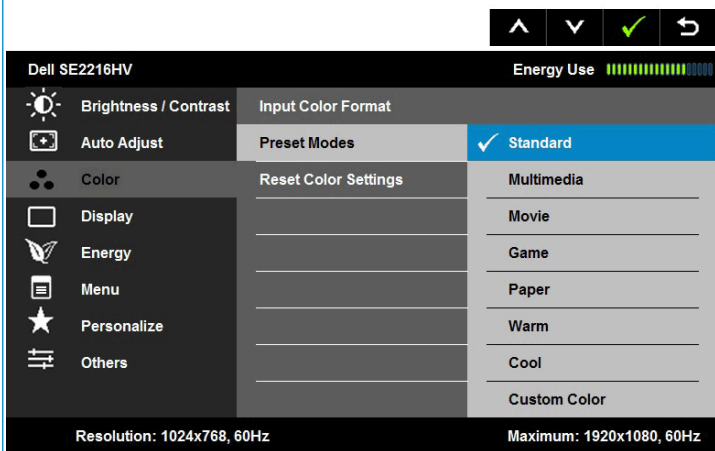 Dell SE2216HV Energy Use
Brightness / Contrast Input Color Format
Auto Adjust Preset Modes Standard
Color Reset Color Settings Multimedia
Display Movie
Energy Game
Menu Paper
Personalize Warm
Others Cool
Custom Color
Resolution: 1024x768, 60Hz Maximum: 1920x1080, 60Hz